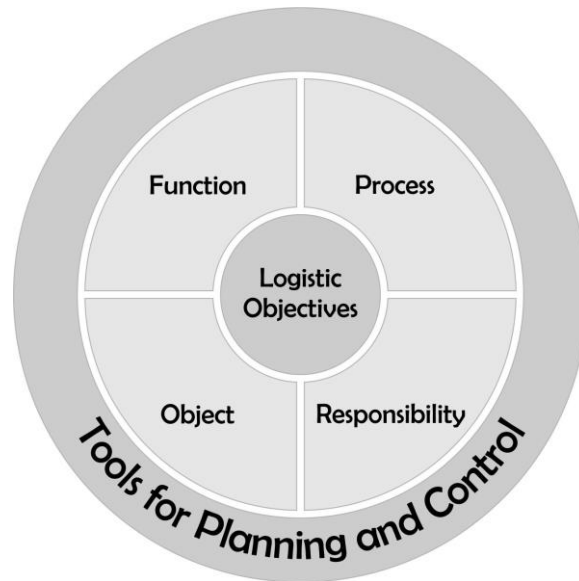 Function
Process
Logistic
Objectives
Object
Responsibility
Tools for Planning and Control